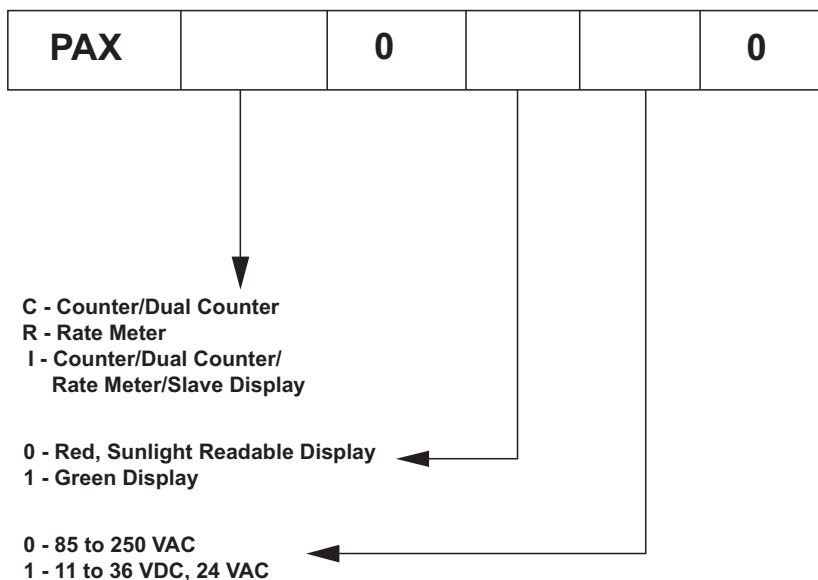 PAX 0 0
C - Counter/Dual Counter
R - Rate Meter
I - Counter/Dual Counter/
Rate Meter/Slave Display
0 - Red, Sunlight Readable Display
1 - Green Display
0 - 85 to 250 VAC
1 - 11 to 36 VDC, 24 VAC